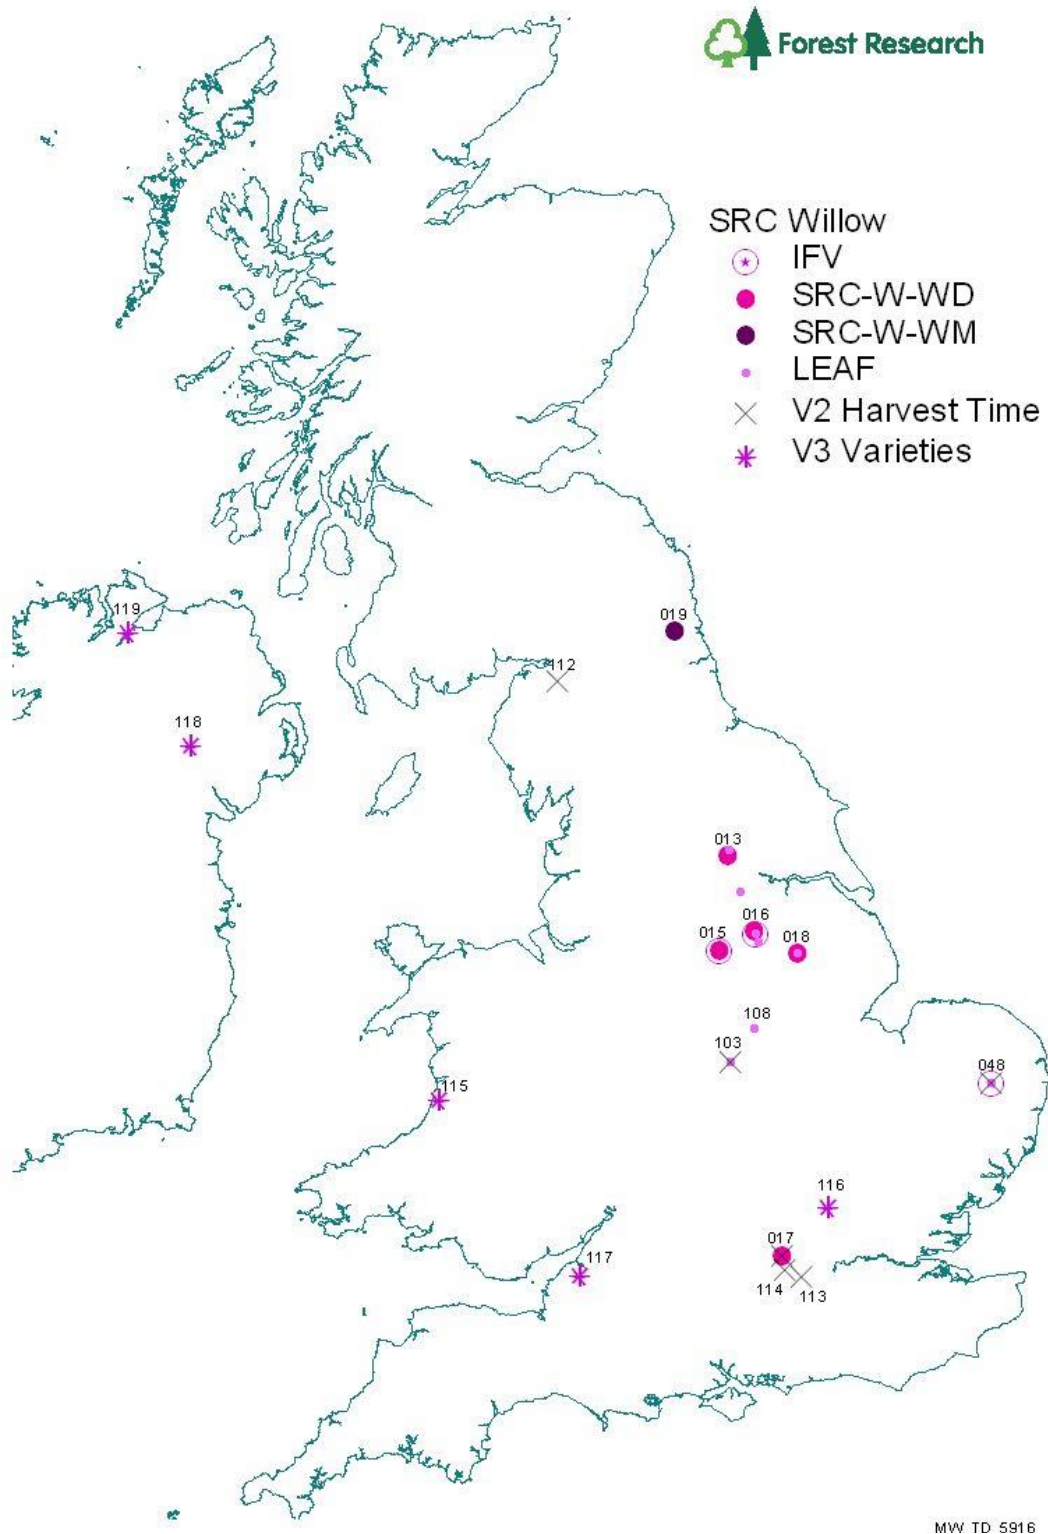 Forest Research
SRC Willow
IFV
SRC-W-WD
SRC-W-WM
LEAF
V2 Harvest Time
V3 Varieties
119
019
112
118
013
016
015
018
108
103
048
115
116
017
117
114
113
MW TD 5916